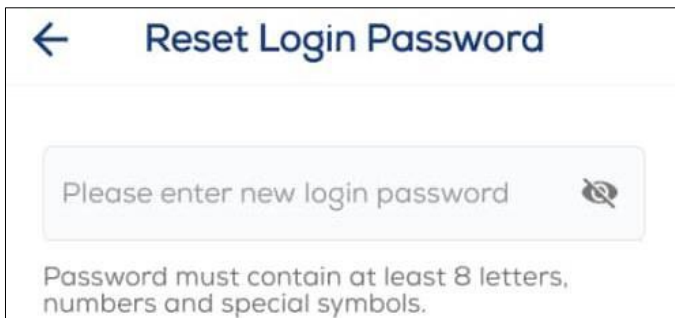 Reset Login Password
Please enter new login password
Password must contain at least 8 letters,
numbers and special symbols.